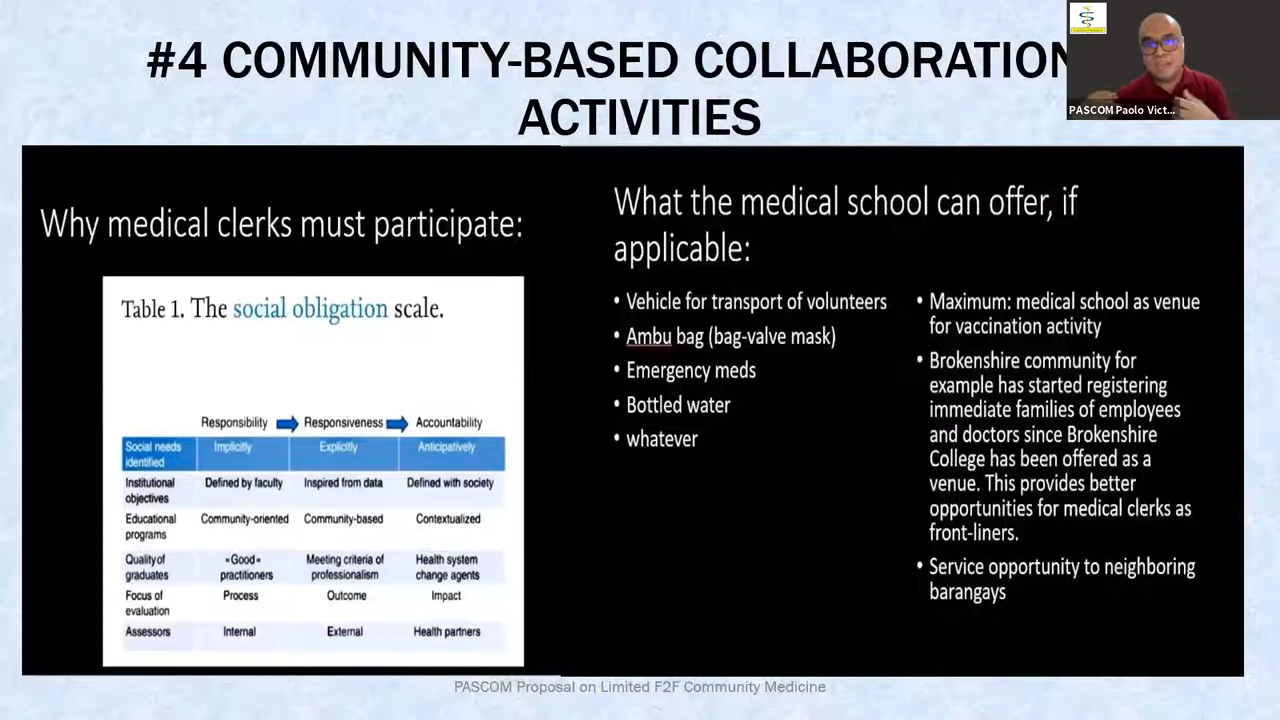 #4 COMMUNITY-BASED COLLABORATION
ACTIVITIES
PASCOM Paolo Vict...
Why medical clerks must participate:
Table 1. The social obligation scale.
Responsibility Responsiveness Accountability
Social needs identified Implicitly Explicitly Anticipatively
Institutional objectives Defined by faculty Inspired from data Defined with society
Educational programs Community-oriented Community-based Contextualized
Quality of graduates «Good» practitioners Meeting criteria of professionalism Health system change agents
Focus of evaluation Process Outcome Impact
Assessors Internal External Health partners
What the medical school can offer, if
applicable:
• Vehicle for transport of volunteers
• Ambu bag (bag-valve mask)
• Emergency meds
• Bottled water
• whatever
• Maximum: medical school as venue
for vaccination activity
• Brokenshire community for
example has started registering
immediate families of employees
and doctors since Brokenshire
College has been offered as a
venue. This provides better
opportunities for medical clerks as
front-liners.
• Service opportunity to neighboring
barangays
PASCOM Proposal on Limited F2F Community Medicine